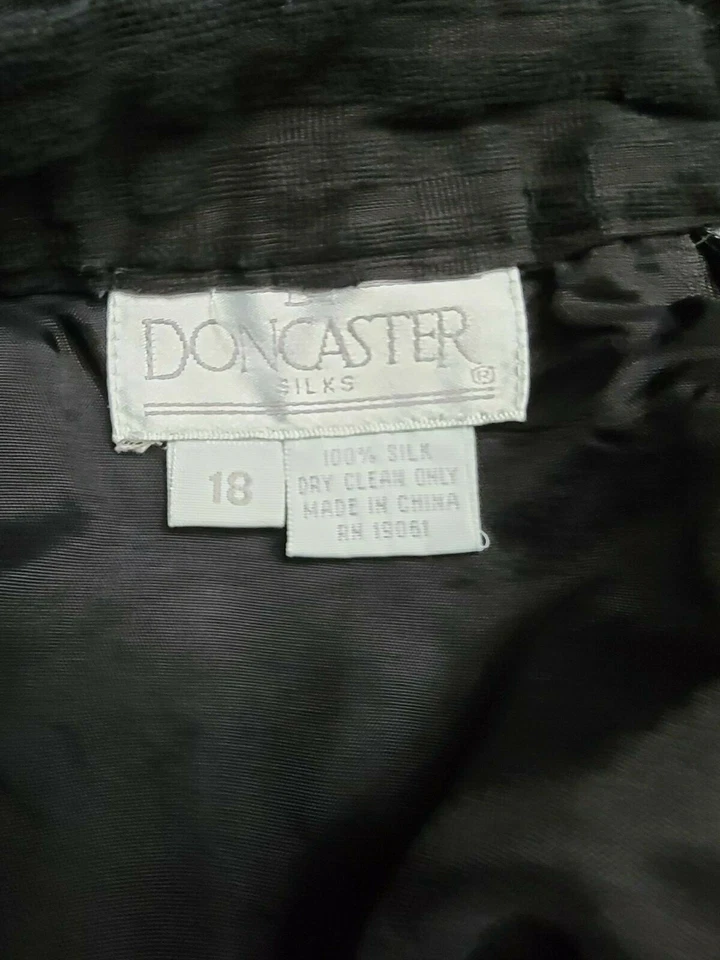 DONCASTER
SILKS ®
18
100% SILK
DRY CLEAN ONLY
MADE IN CHINA
RN 19061